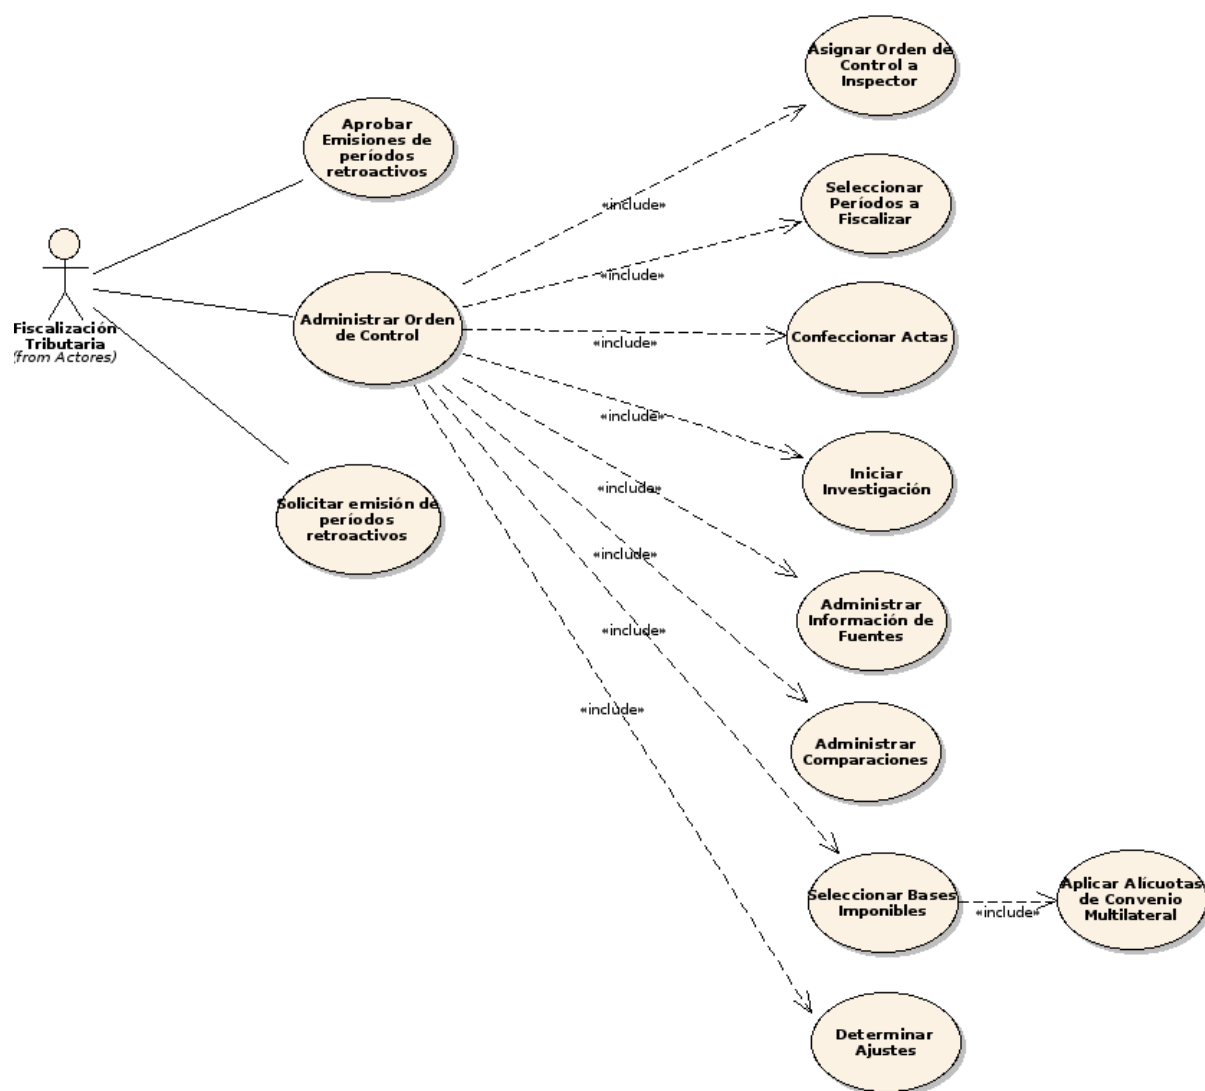 Asignar Orden de
Control a
Inspector
Aprobar
Emisiones de
períodos
retroactivos
Seleccionar
Períodos a
Fiscalizar
«include»
«include»
Fiscalización
Tributaria
(from Actores)
Administrar Orden
de Control
«include»
Confeccionar Actas
«include»
Iniciar
Investigación
«include»
Solicitar emisión de
períodos
retroactivos
«include»
Administrar
Información de
Fuentes
«include»
«include»
Administrar
Comparaciones
Seleccionar Bases
Imponibles
«include»
Aplicar Alícuotas
de Convenio
Multilateral
Determinar
Ajustes